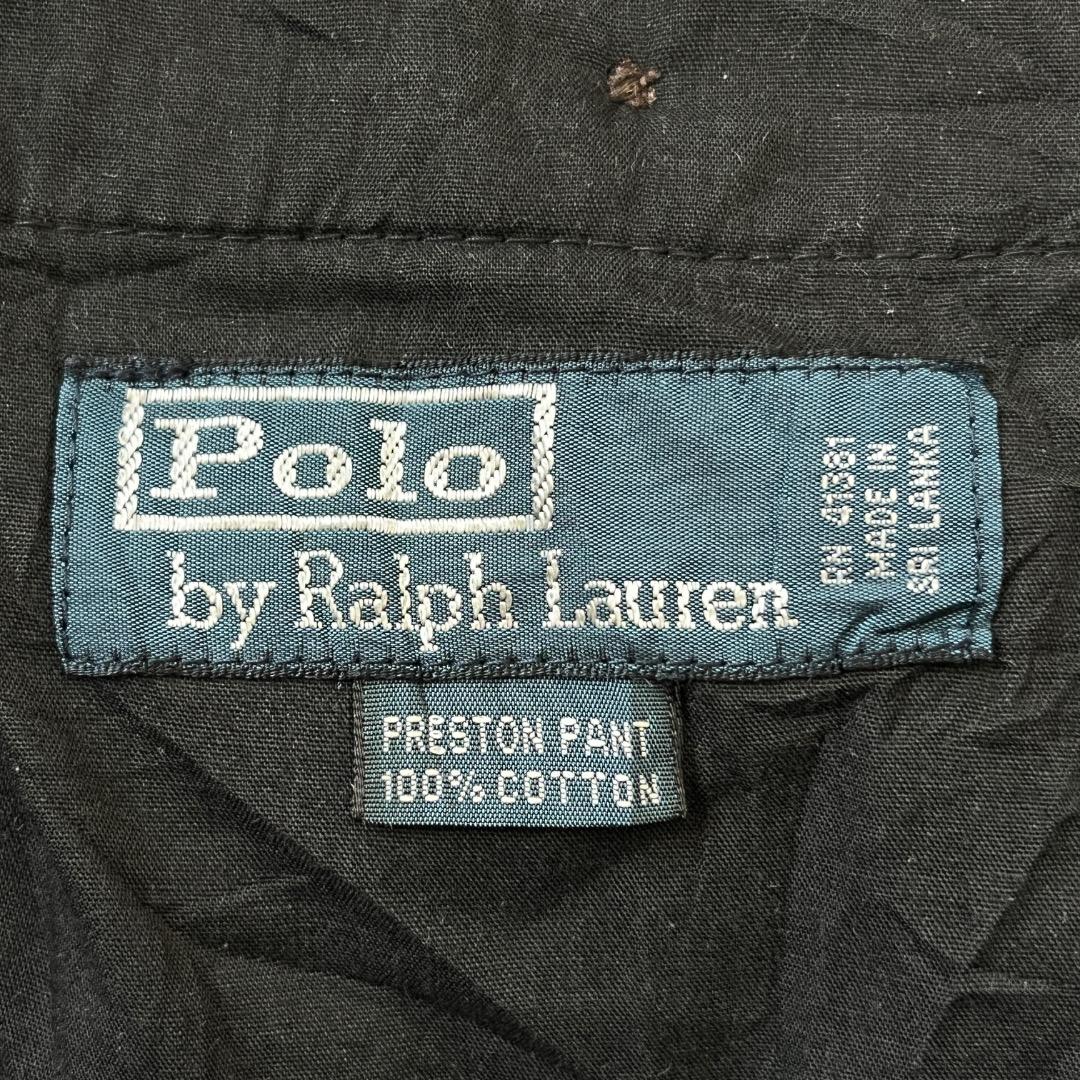 Polo
by Ralph Lauren
RN 41381
MADE IN
SRI LANKA
PRESTON PANT
100% COTTON